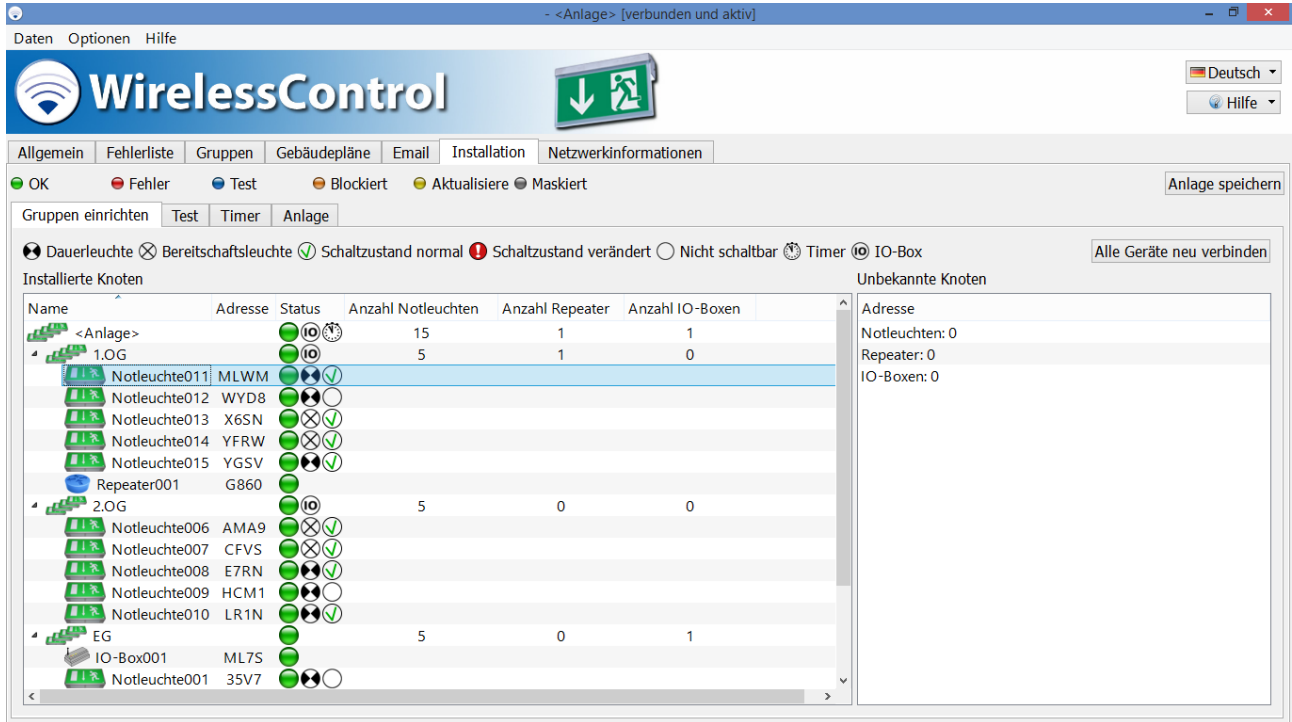 - <Anlage> [verbunden und aktiv]
Daten Optionen Hilfe
WirelessControl
Deutsch
Hilfe
Allgemein Fehlerliste Gruppen Gebäudepläne Email Installation Netzwerkinformationen
OK Fehler Test Blockiert Aktualisiere Maskiert Anlage speichern
Gruppen einrichten Test Timer Anlage
Dauerleuchte Bereitschaftsleuchte Schaltzustand normal Schaltzustand verändert Nicht schaltbar Timer IO IO-Box Alle Geräte neu verbinden
Installierte Knoten Unbekannte Knoten
Name Adresse Status Anzahl Notleuchten Anzahl Repeater Anzahl IO-Boxen Adresse
<Anlage> IO 15 1 1 Notleuchten: 0
1.OG IO 5 1 0 Repeater: 0
Notleuchte011 MLWM IO-Boxen: 0
Notleuchte012 WYD8
Notleuchte013 X6SN
Notleuchte014 YFRW
Notleuchte015 YGSV
Repeater001 G860
2.OG IO 5 0 0
Notleuchte006 AMA9
Notleuchte007 CFVS
Notleuchte008 E7RN
Notleuchte009 HCM1
Notleuchte010 LR1N
EG 5 0 1
IO-Box001 ML7S
Notleuchte001 35V7